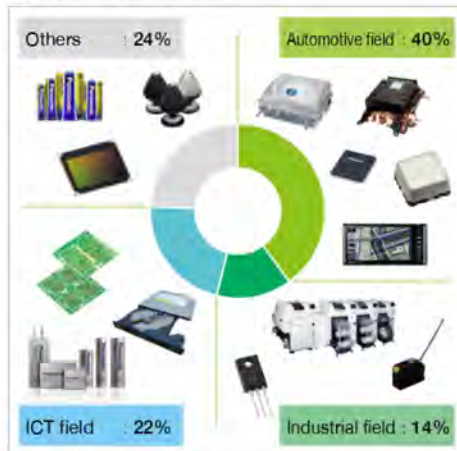 Others : 24%
Automotive field : 40%
ICT field : 22%
Industrial field : 14%